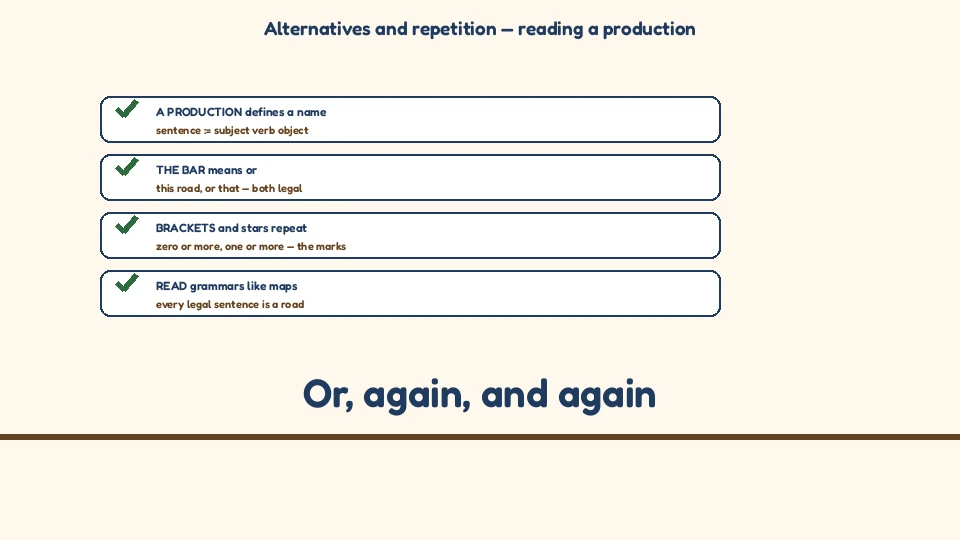 Alternatives and repetition — reading a production
A PRODUCTION defines a name
sentence := subject verb object
THE BAR means or
this road, or that — both legal
BRACKETS and stars repeat
zero or more, one or more — the marks
READ grammars like maps
every legal sentence is a road
Or, again, and again